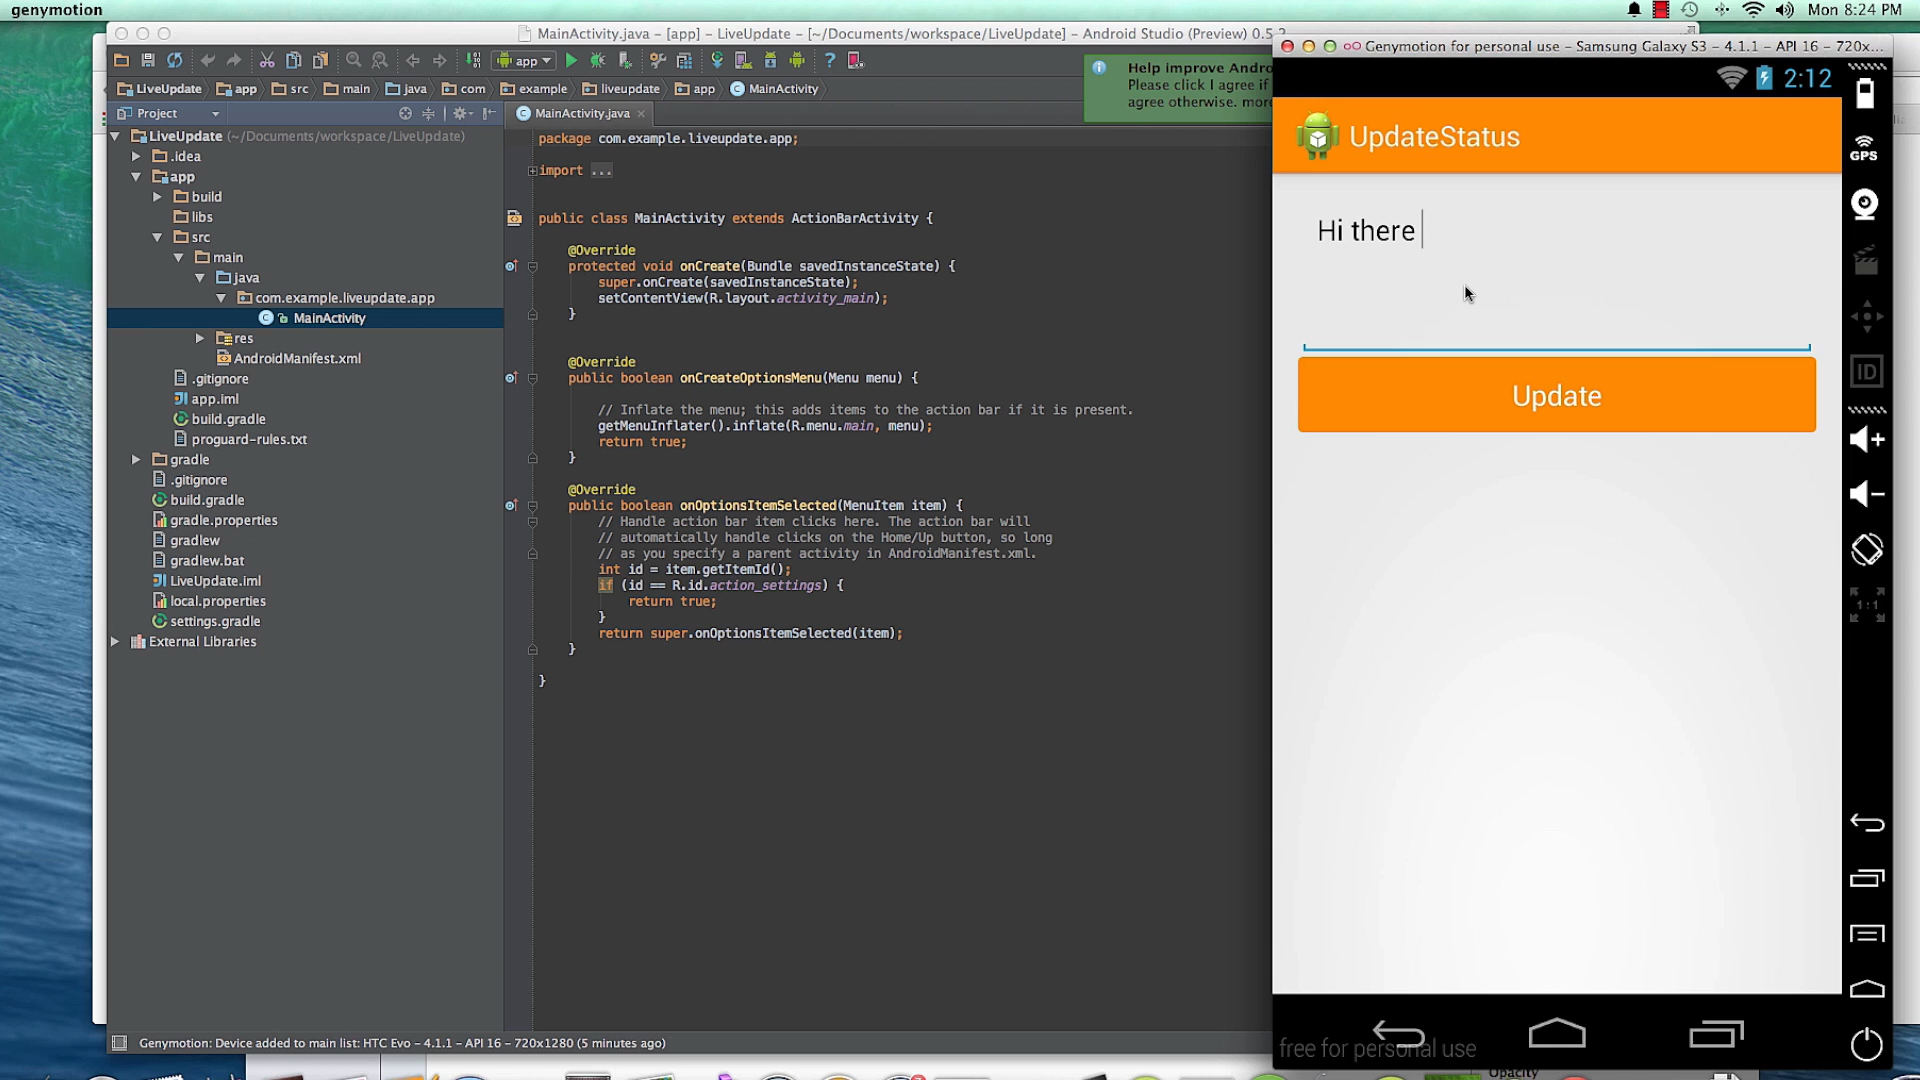 genymotion
Mon 8:24 PM
MainActivity.java - [app] - LiveUpdate - [~/Documents/workspace/LiveUpdate] - Android Studio (Preview) 0.5.2
app
LiveUpdate app src main java com example liveupdate app MainActivity
Project
MainActivity.java
LiveUpdate (~/Documents/workspace/LiveUpdate)
.idea
app
build
libs
src
main
java
com.example.liveupdate.app
MainActivity
res
AndroidManifest.xml
.gitignore
app.iml
build.gradle
proguard-rules.txt
gradle
.gitignore
build.gradle
gradle.properties
gradlew
gradlew.bat
LiveUpdate.iml
local.properties
settings.gradle
External Libraries
package com.example.liveupdate.app;
import ...
public class MainActivity extends ActionBarActivity {
@Override
protected void onCreate(Bundle savedInstanceState) {
super.onCreate(savedInstanceState);
setContentView(R.layout.activity_main);
}
@Override
public boolean onCreateOptionsMenu(Menu menu) {
// Inflate the menu; this adds items to the action bar if it is present.
getMenuInflater().inflate(R.menu.main, menu);
return true;
}
@Override
public boolean onOptionsItemSelected(MenuItem item) {
// Handle action bar item clicks here. The action bar will
// automatically handle clicks on the Home/Up button, so long
// as you specify a parent activity in AndroidManifest.xml.
int id = item.getItemId();
if (id == R.id.action_settings) {
return true;
}
return super.onOptionsItemSelected(item);
}
}
Help improve Andro
Please click I agree if
agree otherwise. more
Genymotion for personal use - Samsung Galaxy S3 - 4.1.1 - API 16 - 720x...
2:12
UpdateStatus
Hi there
Update
GPS
ID
1:1
free for personal use
Genymotion: Device added to main list: HTC Evo - 4.1.1 - API 16 - 720x1280 (5 minutes ago)
Opacity